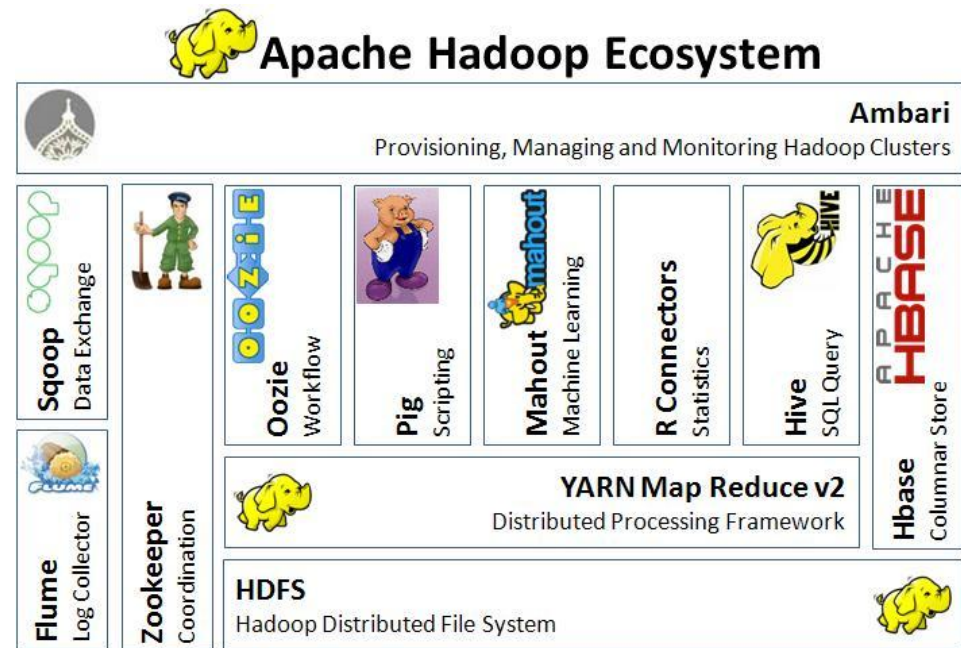 Apache Hadoop Ecosystem
Ambari
Provisioning, Managing and Monitoring Hadoop Clusters
sqoop
Sqoop
Data Exchange
FLUME
Flume
Log Collector
Zookeeper
Coordination
OOZIE
Oozie
Workflow
Pig
Scripting
mahout
Mahout
Machine Learning
R Connectors
Statistics
HIVE
Hive
SQL Query
APACHE
HBASE
Hbase
Columnar Store
YARN Map Reduce v2
Distributed Processing Framework
HDFS
Hadoop Distributed File System